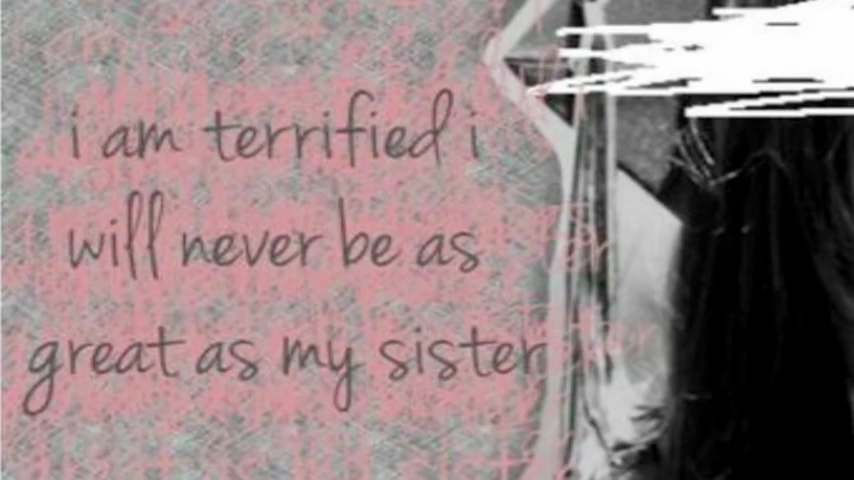 i am terrified i
will never be as
great as my sister